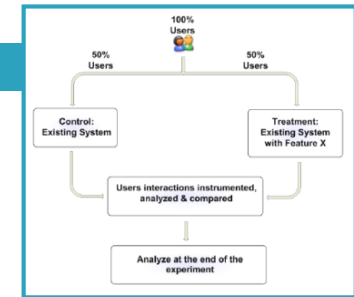 100%
Users
50%
Users
50%
Users
Control:
Existing System
Treatment:
Existing System
with Feature X
Users interactions instrumented,
analyzed & compared
Analyze at the end of the
experiment